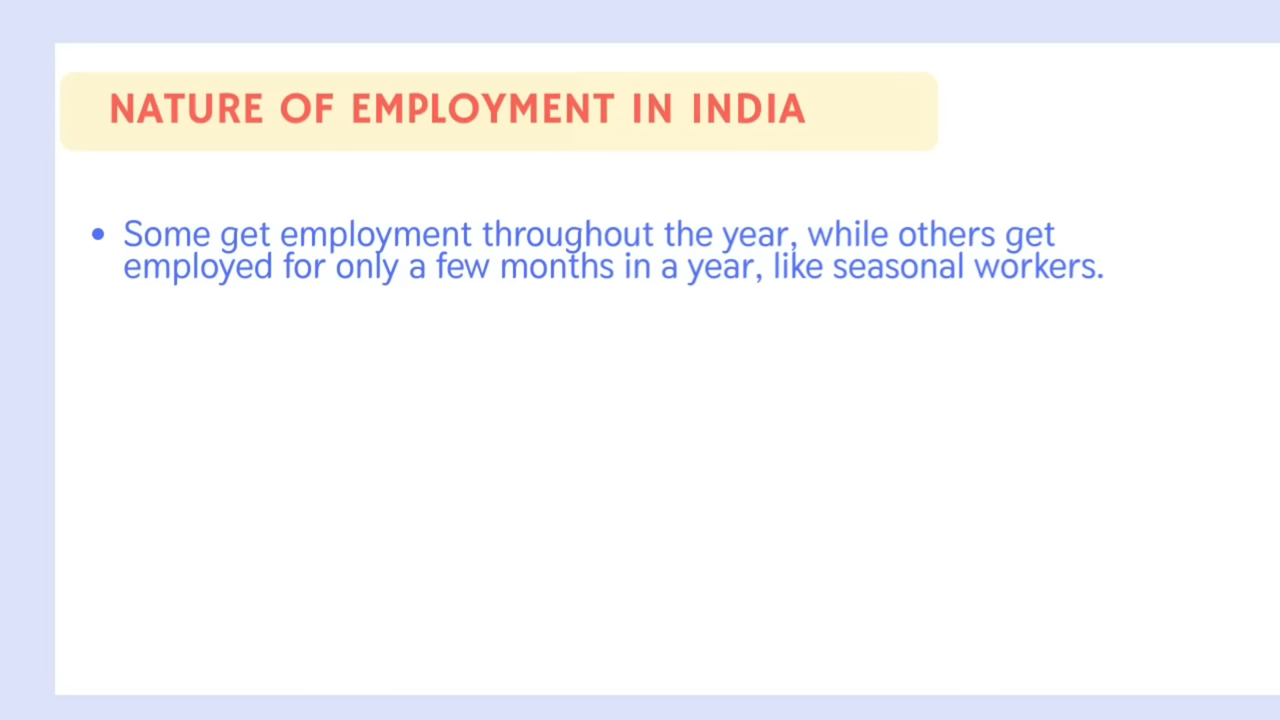 NATURE OF EMPLOYMENT IN INDIA
• Some get employment throughout the year, while others get
employed for only a few months in a year, like seasonal workers.